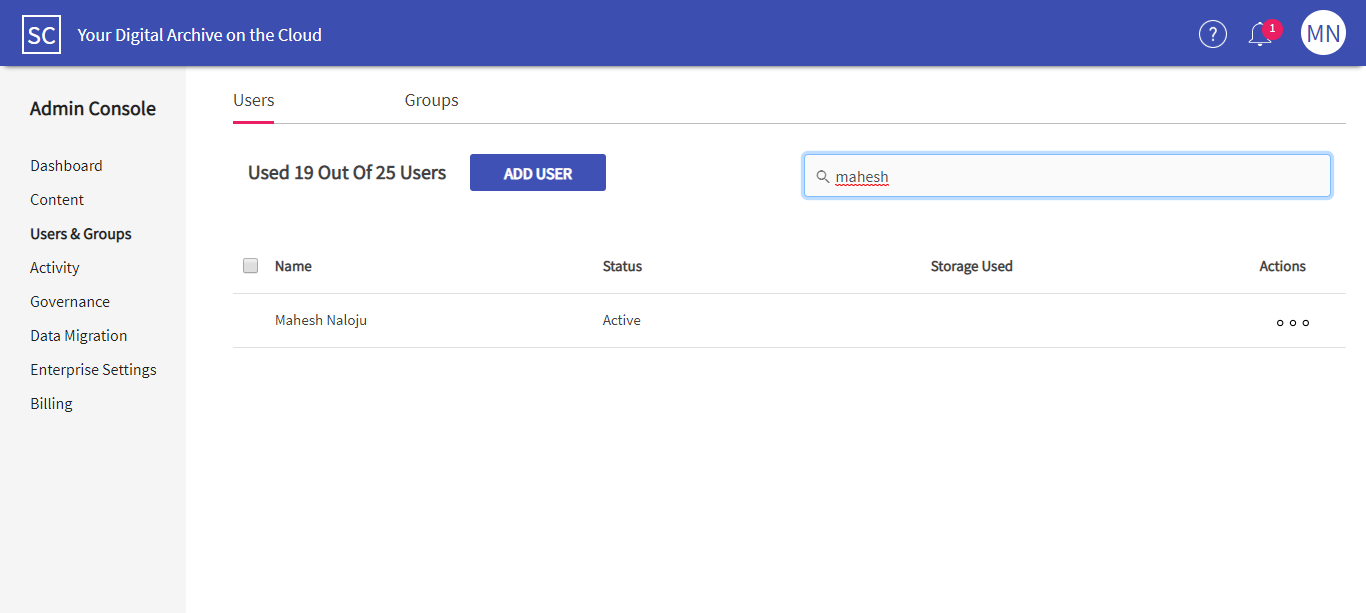 SC Your Digital Archive on the Cloud ? 1 MN
Admin Console
Dashboard
Content
Users & Groups
Activity
Governance
Data Migration
Enterprise Settings
Billing
Users Groups
Used 19 Out Of 25 Users ADD USER mahesh
Name Status Storage Used Actions
Mahesh Naloju Active